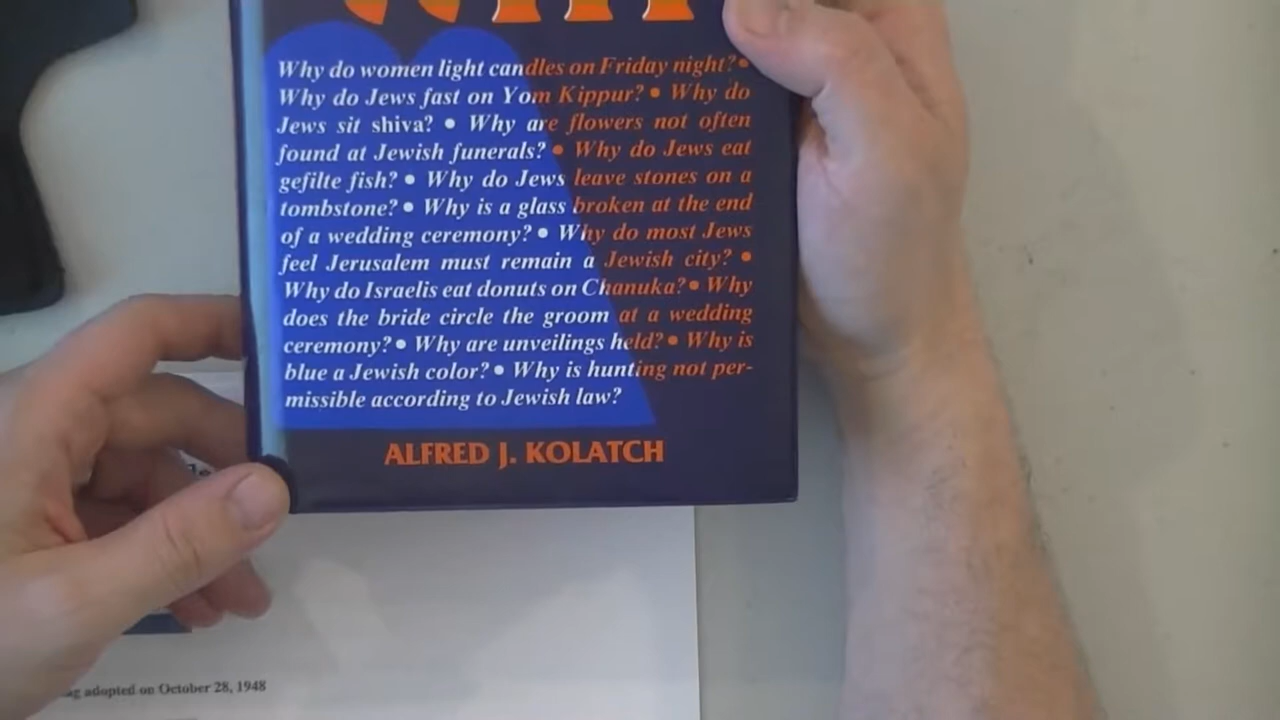 WHY
Why do women light candles on Friday night? •
Why do Jews fast on Yom Kippur? • Why do
Jews sit shiva? • Why are flowers not often
found at Jewish funerals? • Why do Jews eat
gefilte fish? • Why do Jews leave stones on a
tombstone? • Why is a glass broken at the end
of a wedding ceremony? • Why do most Jews
feel Jerusalem must remain a Jewish city? •
Why do Israelis eat donuts on Chanuka? • Why
does the bride circle the groom at a wedding
ceremony? • Why are unveilings held? • Why is
blue a Jewish color? • Why is hunting not per-
missible according to Jewish law?
ALFRED J. KOLATCH
adopted on October 28, 1948